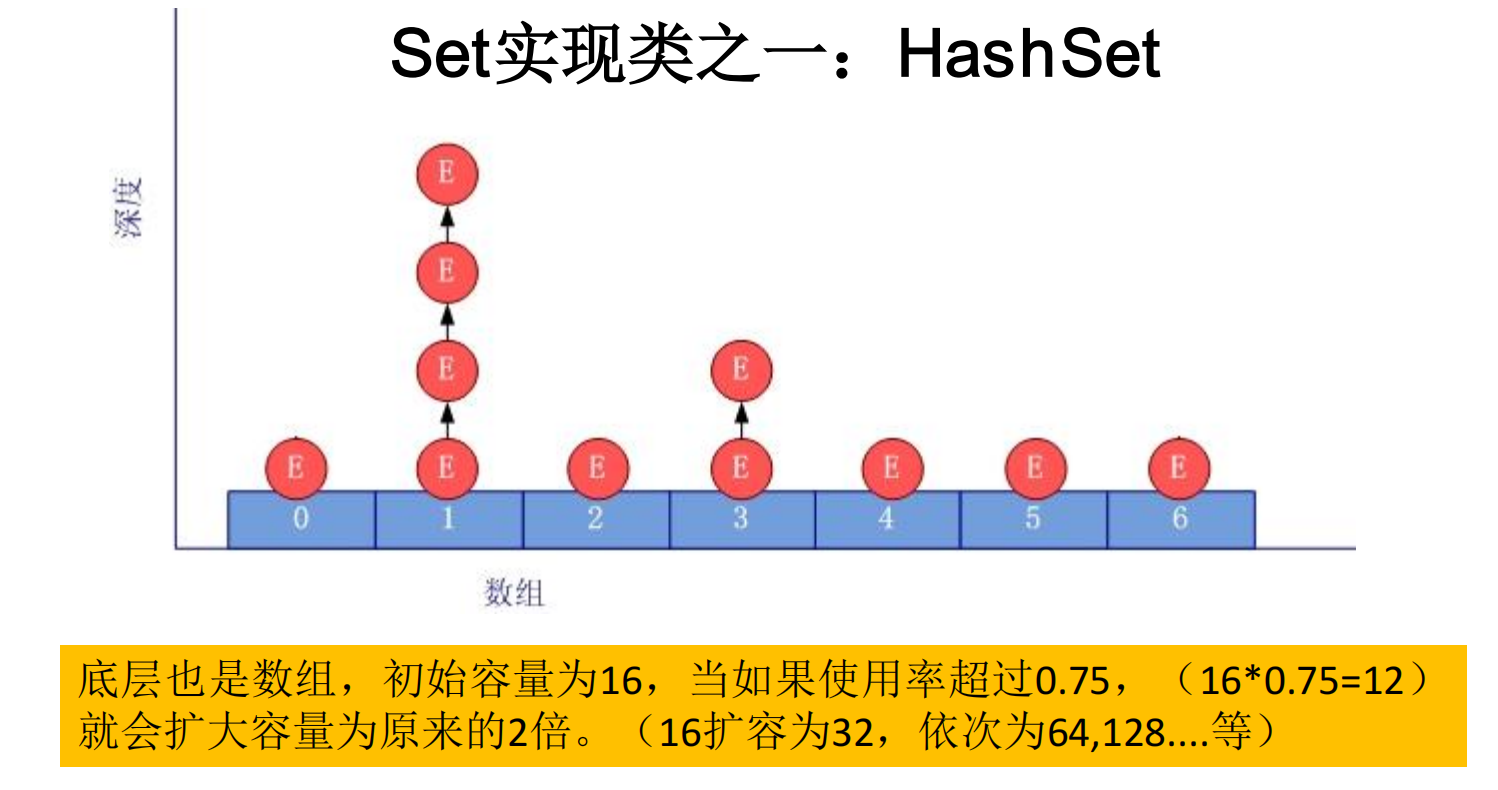 Set实现类之一：HashSet
深度
E
E
E
E
E
E
E
E
E
E
E
0 1 2 3 4 5 6
数组
底层也是数组，初始容量为16，当如果使用率超过0.75，（16*0.75=12）
就会扩大容量为原来的2倍。（16扩容为32，依次为64,128....等）